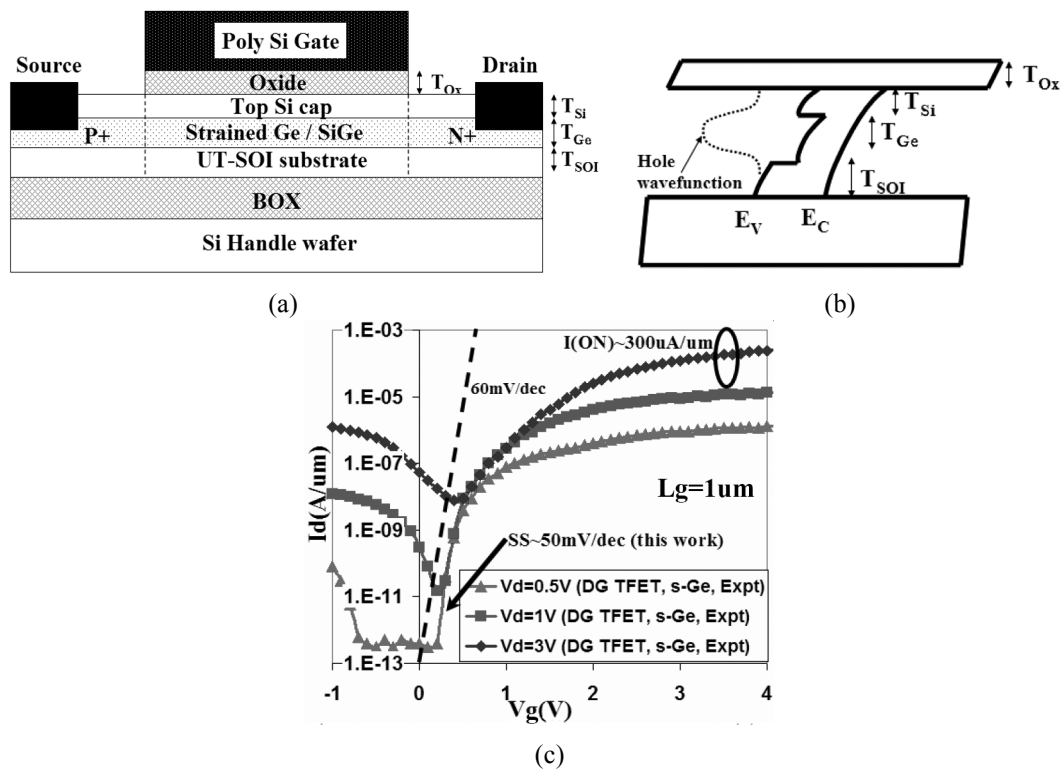 Poly Si Gate
Source
Drain
Oxide
T_Ox
Top Si cap
T_Si
P+
Strained Ge / SiGe
N+
T_Ge
UT-SOI substrate
T_SOI
BOX
Si Handle wafer
(a)
T_Ox
T_Si
T_Ge
Hole
wavefunction
T_SOI
E_V
E_C
(b)
1.E-03
I(ON)~300uA/um
60mV/dec
1.E-05
1.E-07
Lg=1um
Id(A/um)
1.E-09
SS~50mV/dec (this work)
Vd=0.5V (DG TFET, s-Ge, Expt)
1.E-11
Vd=1V (DG TFET, s-Ge, Expt)
Vd=3V (DG TFET, s-Ge, Expt)
1.E-13
-1 0 1 2 3 4
Vg(V)
(c)